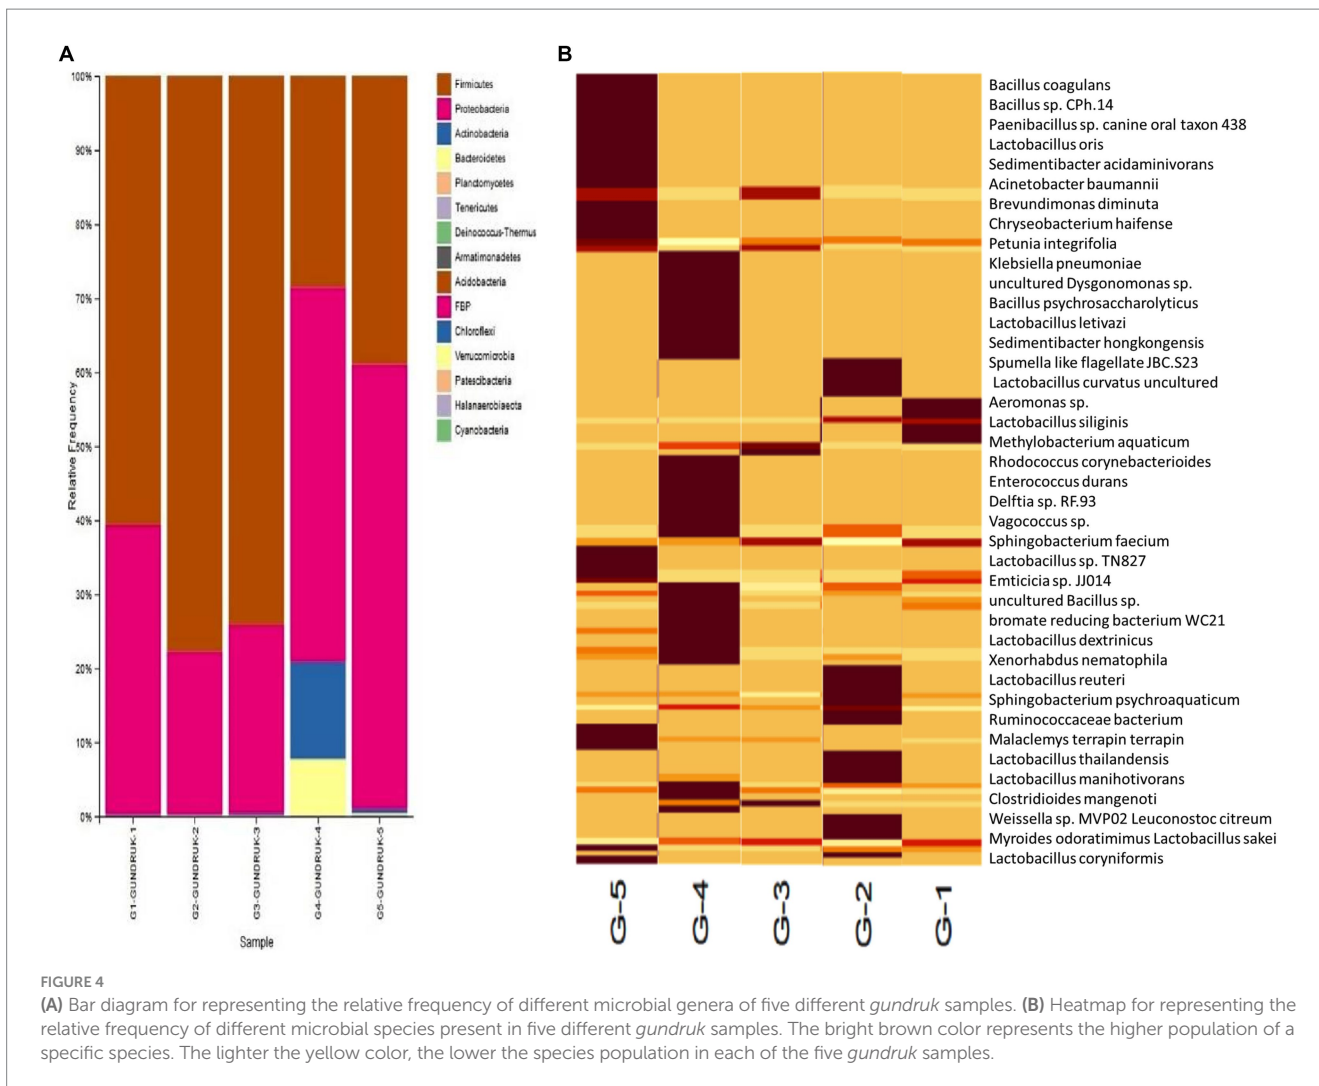 A
B
100%
90%
80%
70%
60%
50%
40%
30%
20%
10%
0%
Relative Frequency
G1-GUNDRUK-1
G2-GUNDRUK-2
G3-GUNDRUK-3
G4-GUNDRUK-4
G5-GUNDRUK-5
Sample
Firmicutes
Proteobacteria
Actinobacteria
Bacteroidetes
Planctomycetes
Tenericutes
Deinococcus-Thermus
Armatimonadetes
Acidobacteria
FBP
Chloroflexi
Verrucomicrobia
Patescibacteria
Halanaerobiaeota
Cyanobacteria
Bacillus coagulans
Bacillus sp. CPh.14
Paenibacillus sp. canine oral taxon 438
Lactobacillus oris
Sedimentibacter acidaminivorans
Acinetobacter baumannii
Brevundimonas diminuta
Chryseobacterium haifense
Petunia integrifolia
Klebsiella pneumoniae
uncultured Dysgonomonas sp.
Bacillus psychrosaccharolyticus
Lactobacillus letivazi
Sedimentibacter hongkongensis
Spumella like flagellate JBC.S23
Lactobacillus curvatus uncultured
Aeromonas sp.
Lactobacillus siliginis
Methylobacterium aquaticum
Rhodococcus corynebacterioides
Enterococcus durans
Delftia sp. RF.93
Vagococcus sp.
Sphingobacterium faecium
Lactobacillus sp. TN827
Emticicia sp. JJ014
uncultured Bacillus sp.
bromate reducing bacterium WC21
Lactobacillus dextrinicus
Xenorhabdus nematophila
Lactobacillus reuteri
Sphingobacterium psychroaquaticum
Ruminococcaceae bacterium
Malaclemys terrapin terrapin
Lactobacillus thailandensis
Lactobacillus manihotivorans
Clostridioides mangenoti
Weissella sp. MVP02 Leuconostoc citreum
Myroides odoratimimus Lactobacillus sakei
Lactobacillus coryniformis
G-5
G-4
G-3
G-2
G-1
FIGURE 4
(A) Bar diagram for representing the relative frequency of different microbial genera of five different gundruk samples. (B) Heatmap for representing the
relative frequency of different microbial species present in five different gundruk samples. The bright brown color represents the higher population of a
specific species. The lighter the yellow color, the lower the species population in each of the five gundruk samples.